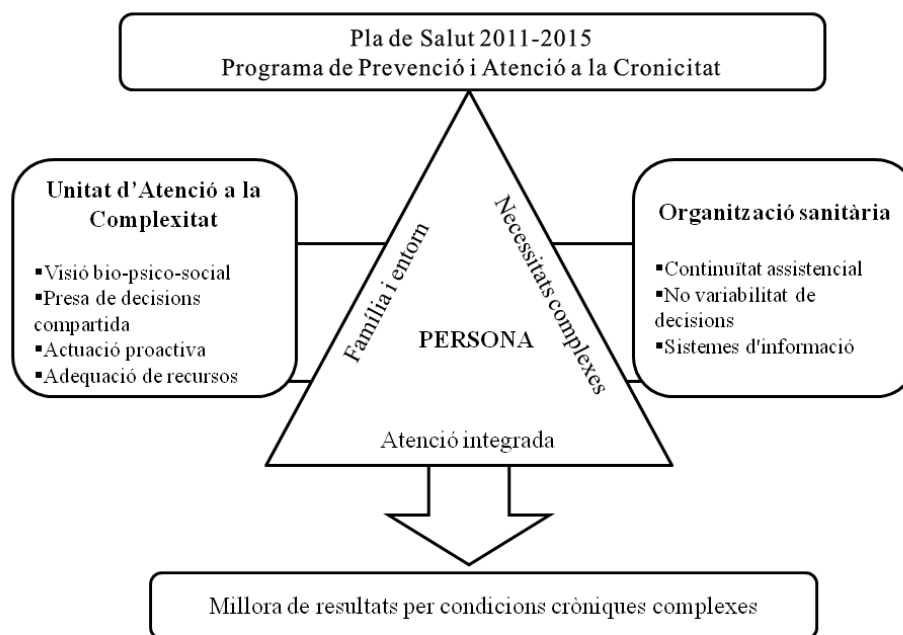 Pla de Salut 2011-2015
Programa de Prevenció i Atenció a la Cronicitat
Unitat d’Atenció a la
Complexitat
▪Visió bio-psico-social
▪Presa de decisions
compartida
▪Actuació proactiva
▪Adequació de recursos
Família i entorn
PERSONA
Necessitats complexes
Atenció integrada
Organització sanitària
▪Continuïtat assistencial
▪No variabilitat de
decisions
▪Sistemes d'informació
Millora de resultats per condicions cròniques complexes